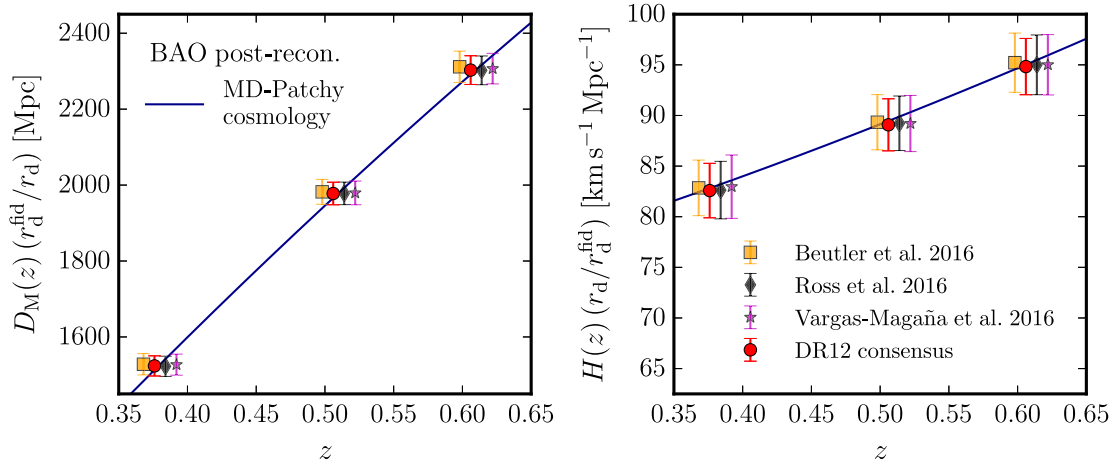 BAO post-recon.
MD-Patchy
cosmology
2400
2200
2000
1800
1600
D_M(z) (r_d^fid/r_d) [Mpc]
0.35 0.40 0.45 0.50 0.55 0.60 0.65
z
100
95
90
85
80
75
70
65
H(z) (r_d/r_d^fid) [km s⁻¹ Mpc⁻¹]
Beutler et al. 2016
Ross et al. 2016
Vargas-Magaña et al. 2016
DR12 consensus
0.35 0.40 0.45 0.50 0.55 0.60 0.65
z